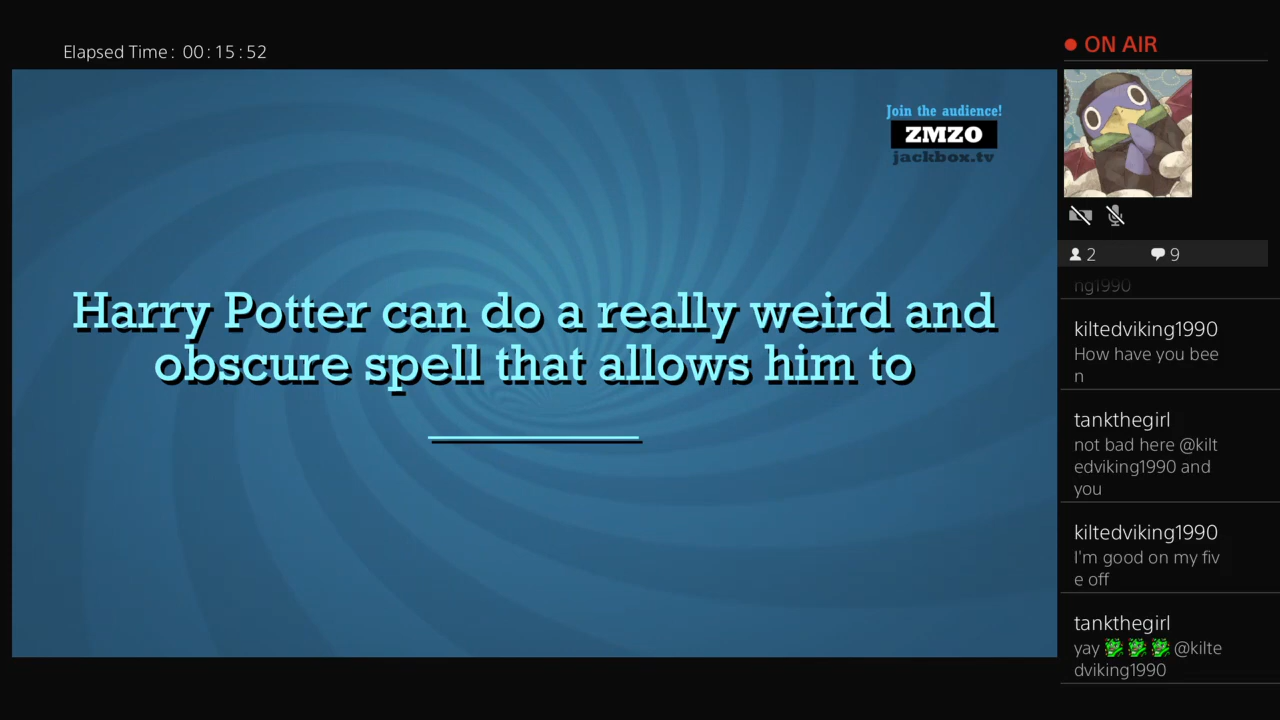 Elapsed Time: 00:15:52
ON AIR
Join the audience!
ZMZO
jackbox.tv
Harry Potter can do a really weird and
obscure spell that allows him to
2
9
ng1990
kiltedviking1990
How have you bee
n
tankthegirl
not bad here @kilt
edviking1990 and
you
kiltedviking1990
I'm good on my fiv
e off
tankthegirl
yay 🐲🐲🐲 @kilte
dviking1990